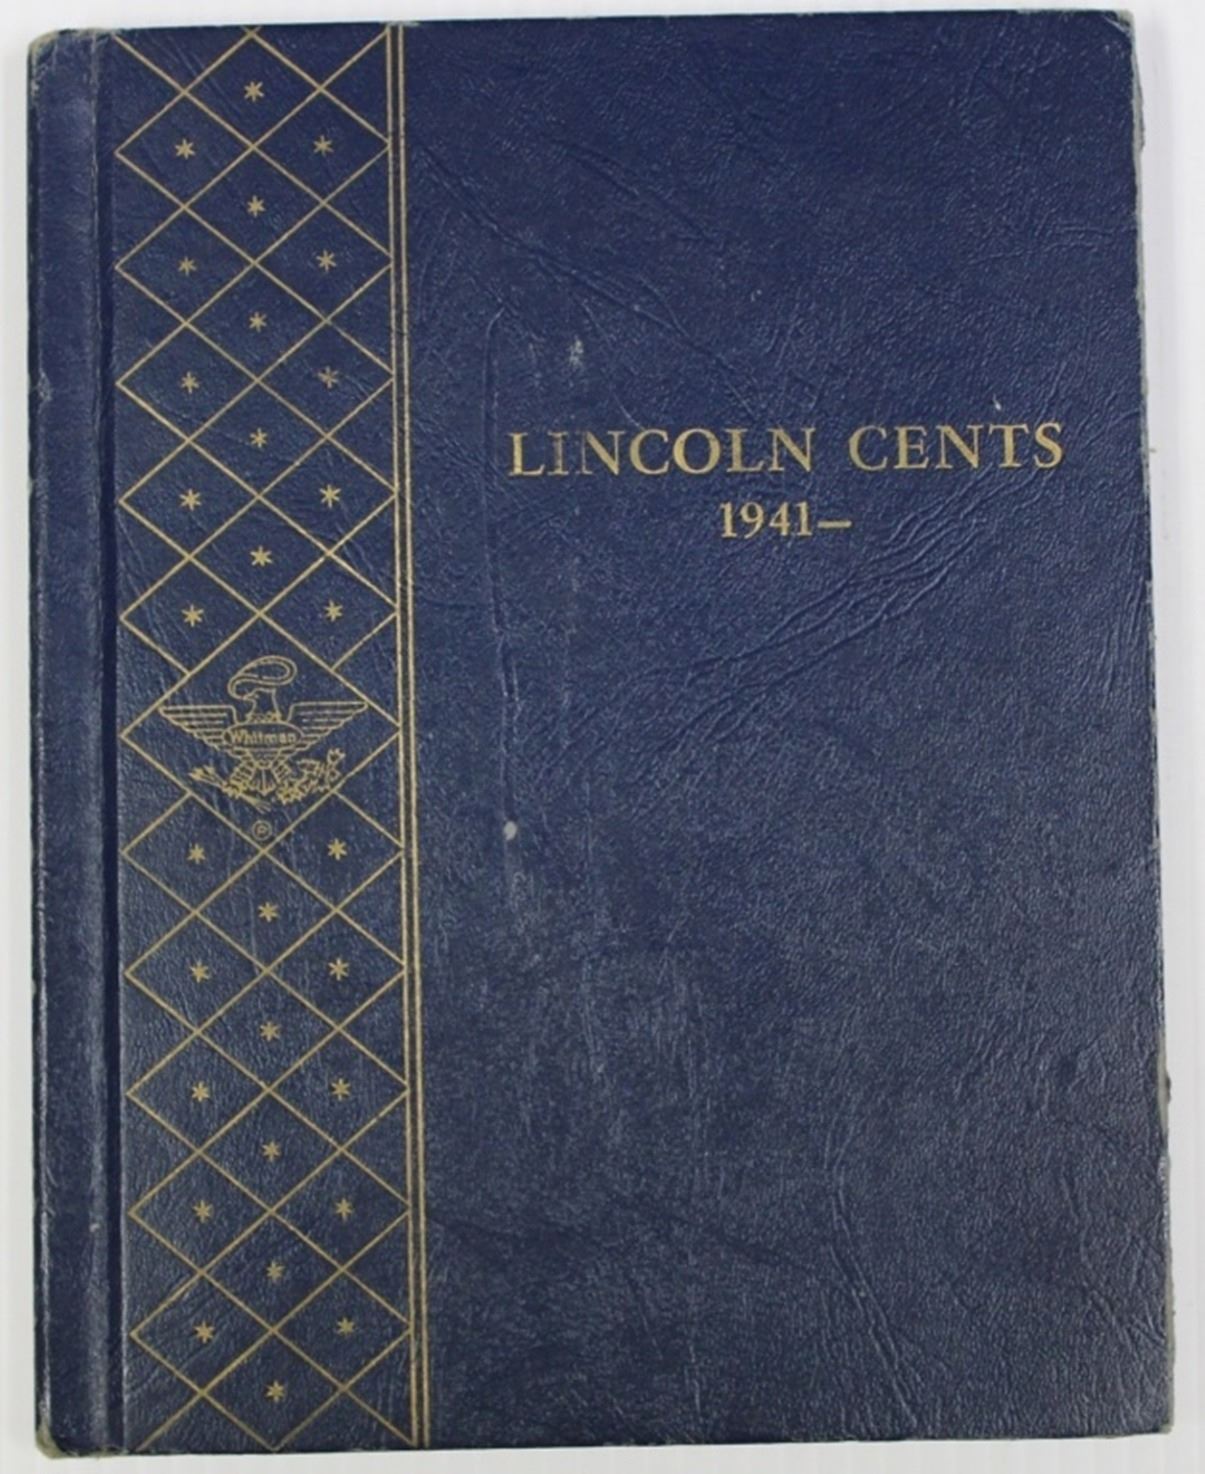 LINCOLN CENTS
1941–
Whitman
Ⓟ